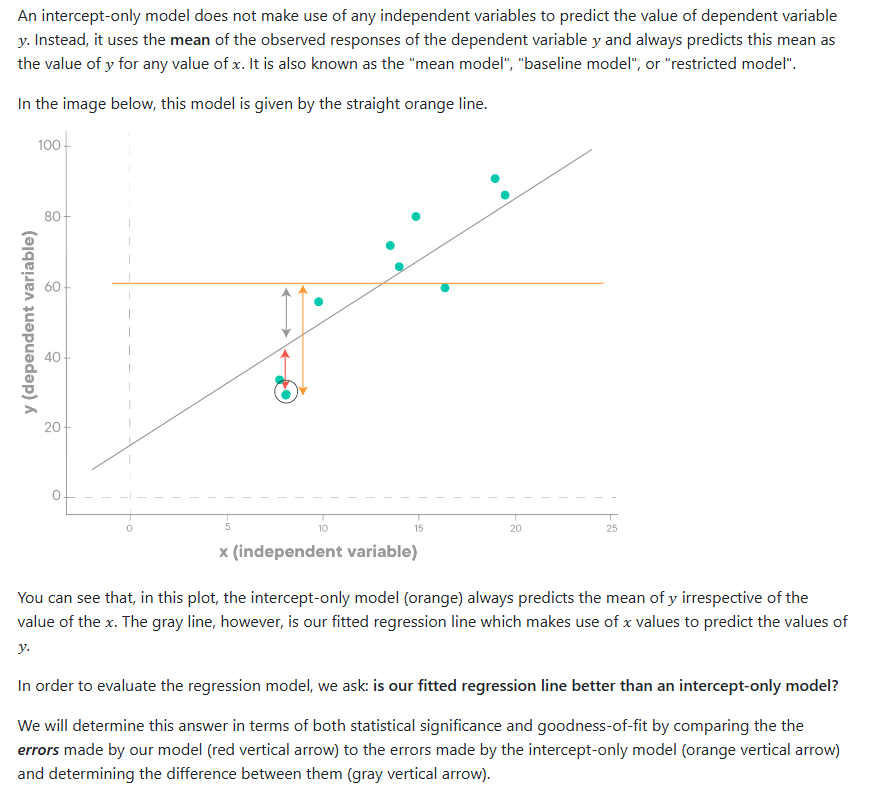 An intercept-only model does not make use of any independent variables to predict the value of dependent variable
y. Instead, it uses the mean of the observed responses of the dependent variable y and always predicts this mean as
the value of y for any value of x. It is also known as the "mean model", "baseline model", or "restricted model".
In the image below, this model is given by the straight orange line.
100
80
60
40
20
0
y (dependent variable)
0 5 10 15 20 25
x (independent variable)
You can see that, in this plot, the intercept-only model (orange) always predicts the mean of y irrespective of the
value of the x. The gray line, however, is our fitted regression line which makes use of x values to predict the values of
y.
In order to evaluate the regression model, we ask: is our fitted regression line better than an intercept-only model?
We will determine this answer in terms of both statistical significance and goodness-of-fit by comparing the the
errors made by our model (red vertical arrow) to the errors made by the intercept-only model (orange vertical arrow)
and determining the difference between them (gray vertical arrow).